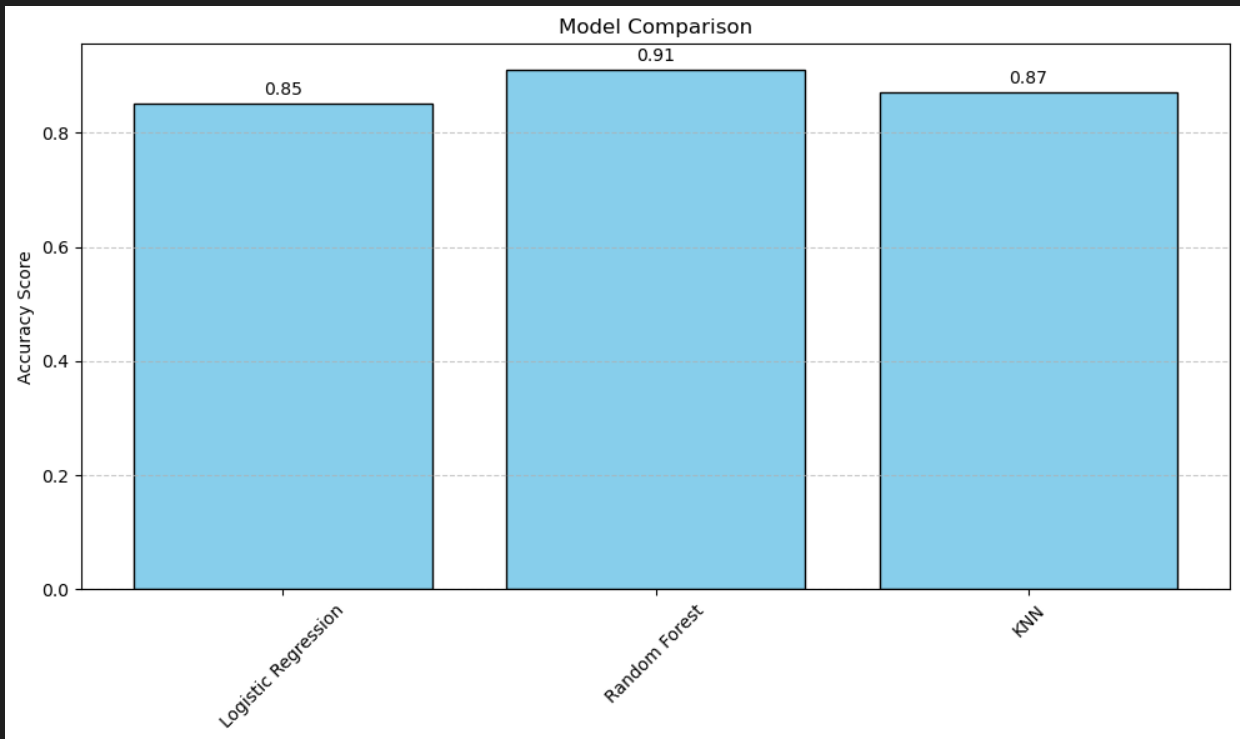 Model Comparison
0.91
0.87
0.85
0.8
0.6
Accuracy Score
0.4
0.2
0.0
Logistic Regression
Random Forest
KNN